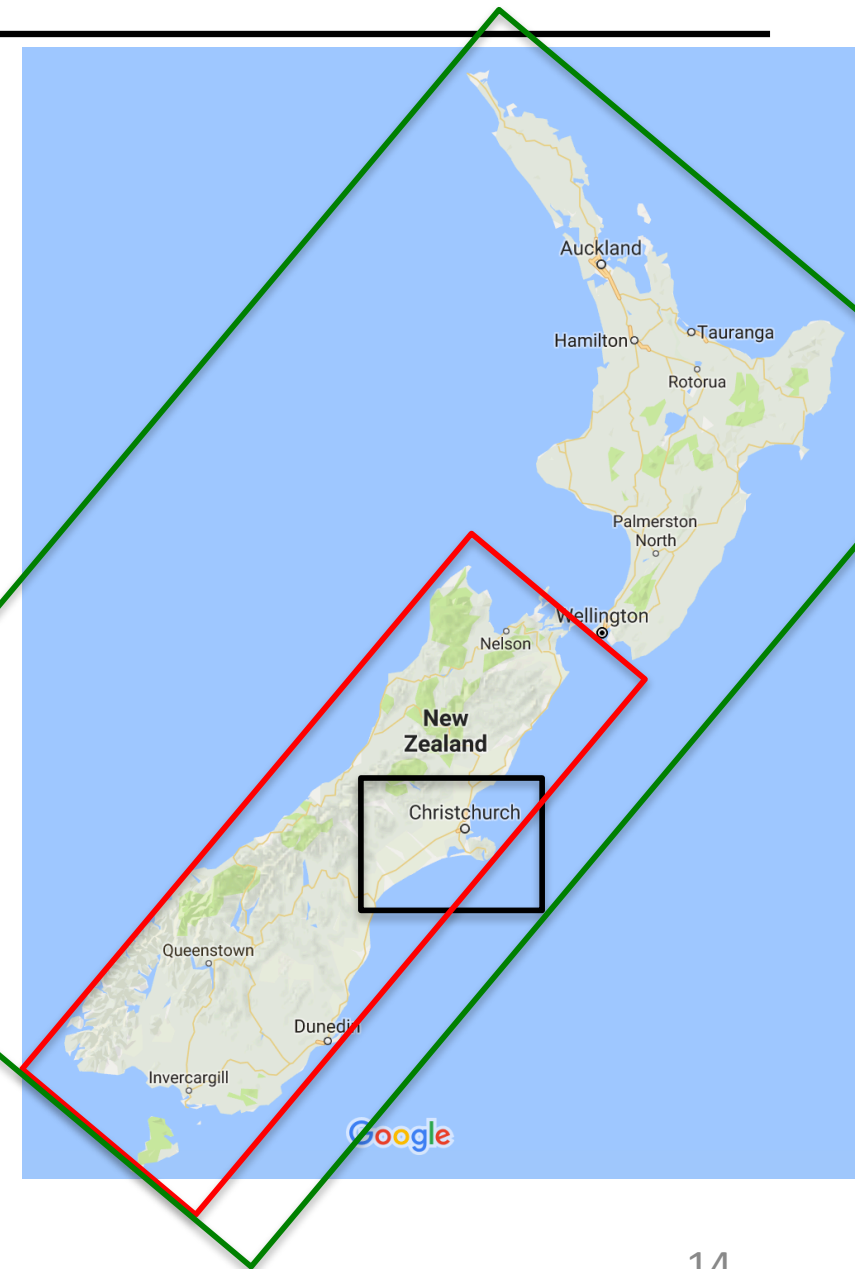 Auckland
Tauranga
Hamilton
Rotorua
Palmerston
North
Wellington
Nelson
New
Zealand
Christchurch
Queenstown
Dunedin
Invercargill
Google
14